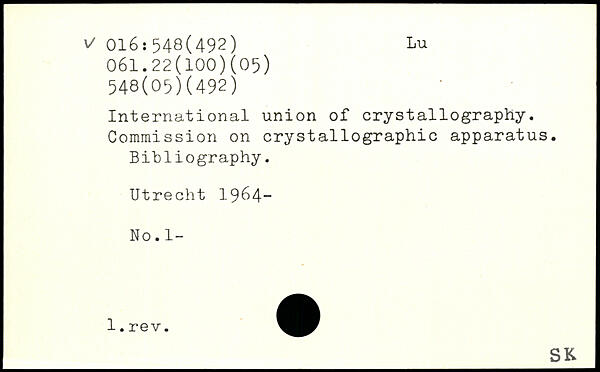 ✓ 016:548(492) Lu
061.22(100)(05)
548(05)(492)
International union of crystallography.
Commission on crystallographic apparatus.
Bibliography.
Utrecht 1964-
No.1-
1.rev.
SK